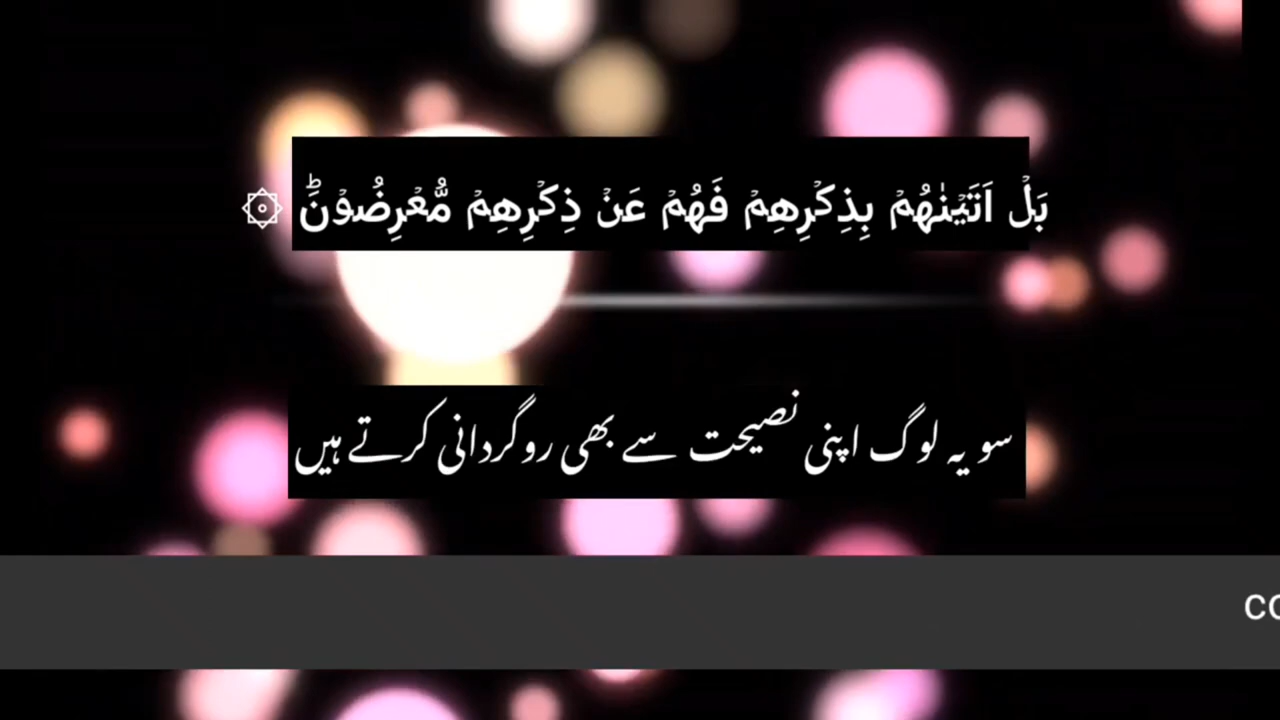 بَلۡ اَتَيۡنٰهُمۡ بِذِكۡرِهِمۡ فَهُمۡ عَنۡ ذِكۡرِهِمۡ مُّعۡرِضُوۡنَؕ ۞
سو یہ لوگ اپنی نصیحت سے بھی روگردانی کرتے ہیں